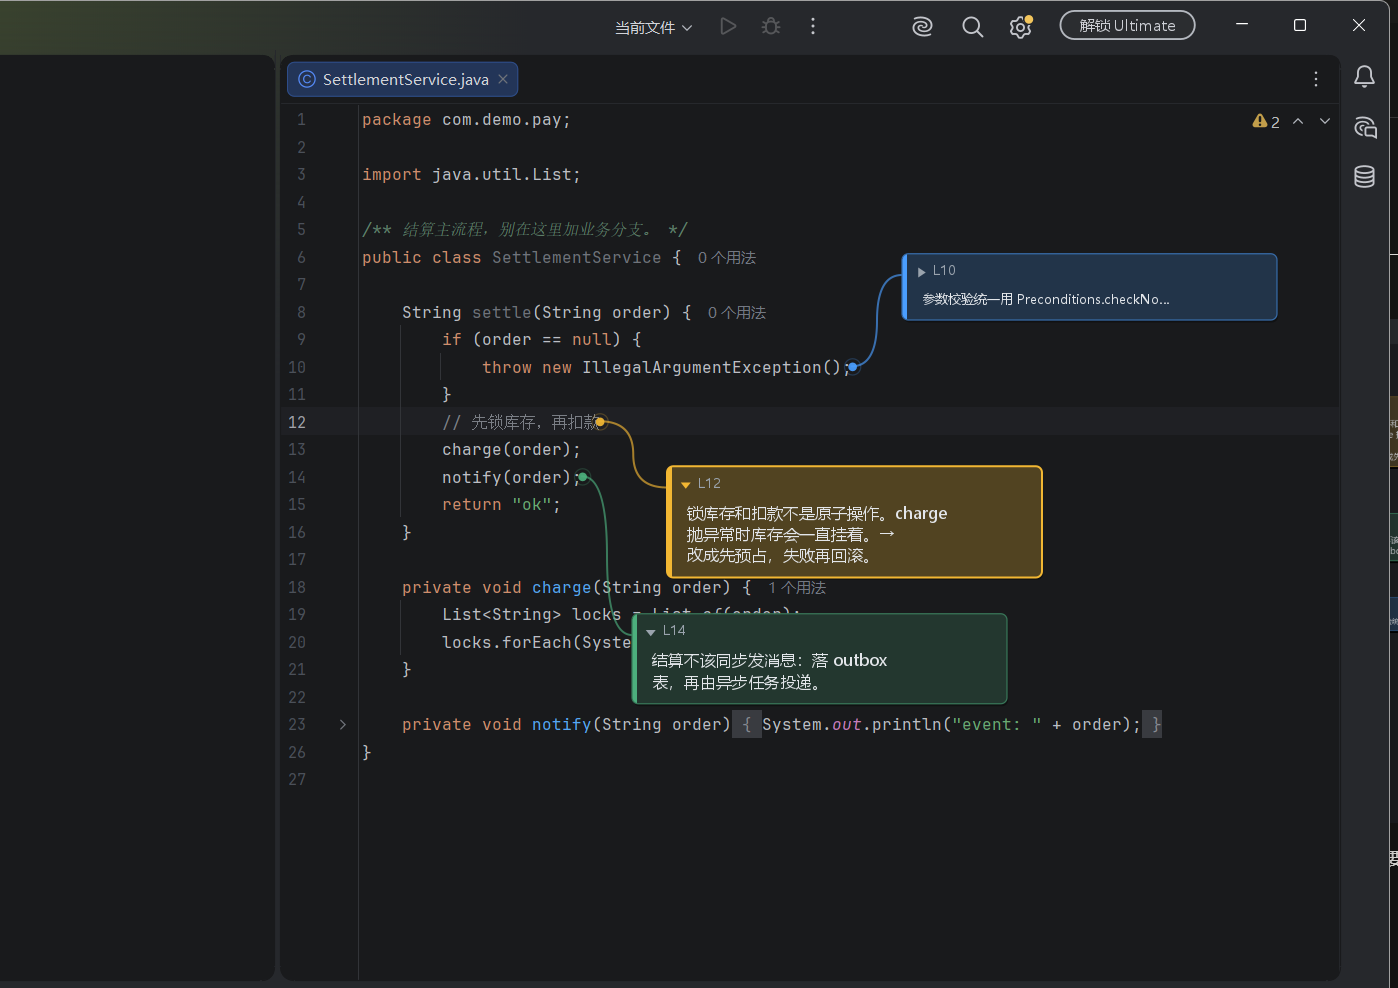 当前文件
解锁 Ultimate
SettlementService.java
2
1 package com.demo.pay;
2
3 import java.util.List;
4
5 /** 结算主流程，别在这里加业务分支。 */
6 public class SettlementService { 0 个用法
7
8 String settle(String order) { 0 个用法
9 if (order == null) {
10 throw new IllegalArgumentException();
11 }
12 // 先锁库存，再扣款
13 charge(order);
14 notify(order);
15 return "ok";
16 }
17
18 private void charge(String order) { 1 个用法
19 List<String> locks = List.of(order);
20 locks.forEach(Syste
21 }
22
23 private void notify(String order) { System.out.println("event: " + order); }
26 }
27
L10
参数校验统一用 Preconditions.checkNo...
L12
锁库存和扣款不是原子操作。charge
抛异常时库存会一直挂着。→
改成先预占，失败再回滚。
L14
结算不该同步发消息：落 outbox
表，再由异步任务投递。